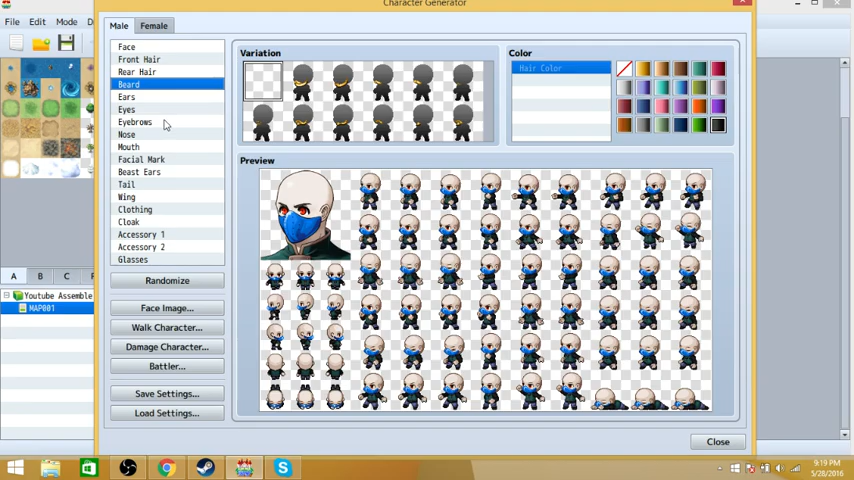 Character Generator
File Edit Mode D
Male Female
Face
Front Hair
Rear Hair
Beard
Ears
Eyes
Eyebrows
Nose
Mouth
Facial Mark
Beast Ears
Tail
Wing
Clothing
Cloak
Accessory 1
Accessory 2
Glasses
Randomize
Face Image...
Walk Character...
Damage Character...
Battler...
Save Settings...
Load Settings...
Variation
Color
Hair Color
Preview
Close
A B C
Youtube Assemble
MAP001
9:19 PM
5/28/2016